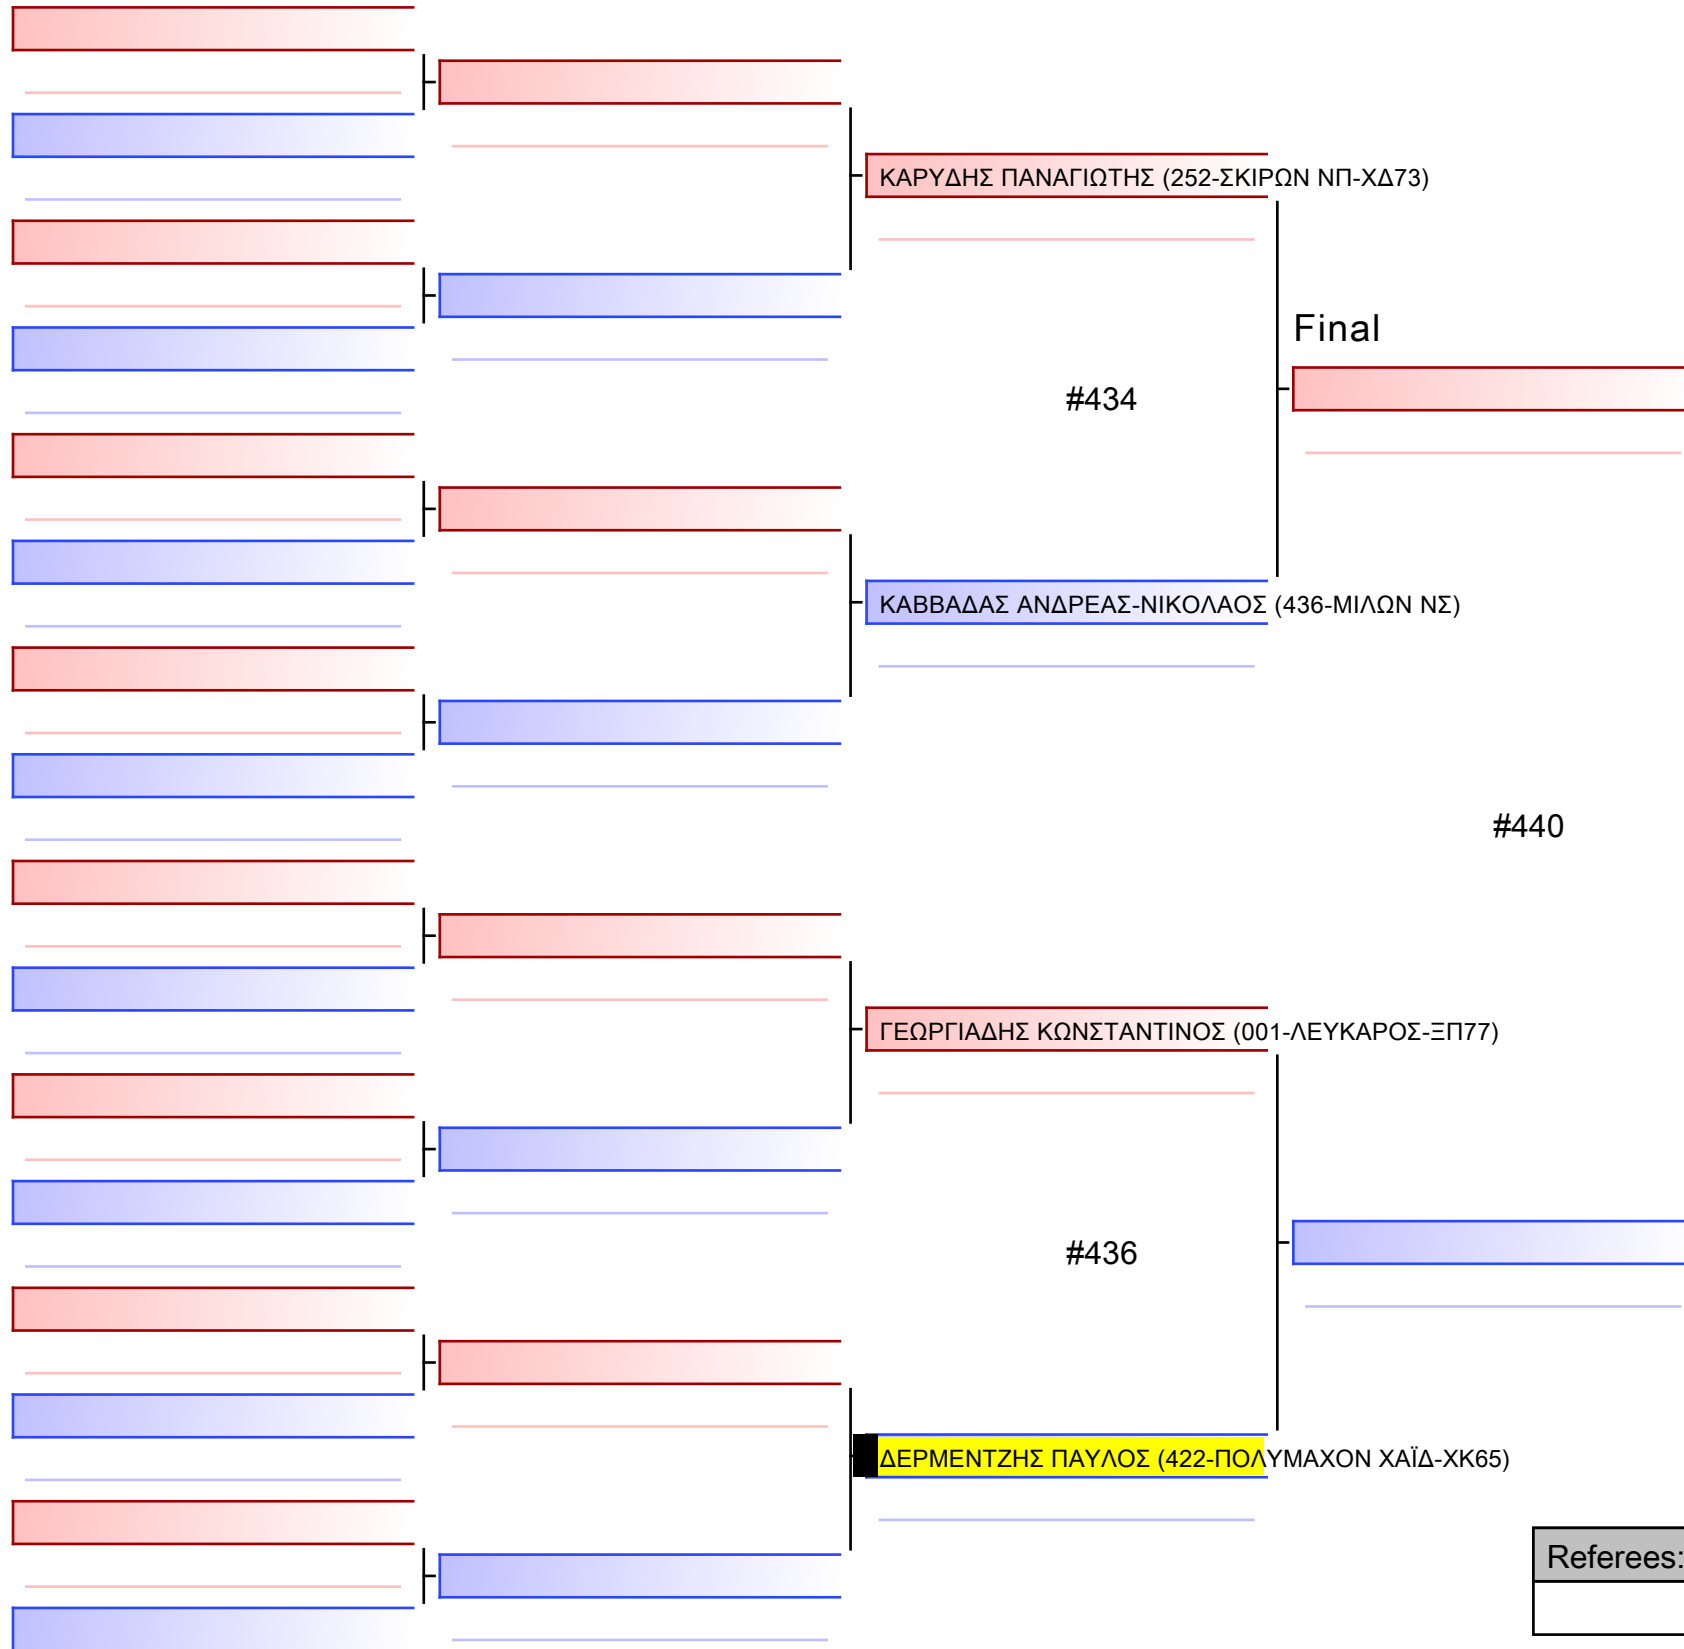 ΚΑΡΥΔΗΣ ΠΑΝΑΓΙΩΤΗΣ (252-ΣΚΙΡΩΝ ΝΠ-ΧΔ73)
Final
#434
ΚΑΒΒΑΔΑΣ ΑΝΔΡΕΑΣ-ΝΙΚΟΛΑΟΣ (436-ΜΙΛΩΝ ΝΣ)
#440
ΓΕΩΡΓΙΑΔΗΣ ΚΩΝΣΤΑΝΤΙΝΟΣ (001-ΛΕΥΚΑΡΟΣ-ΞΠ77)
#436
ΔΕΡΜΕΝΤΖΗΣ ΠΑΥΛΟΣ (422-ΠΟΛΥΜΑΧΟΝ ΧΑΪΔ-ΧΚ65)
Referees: